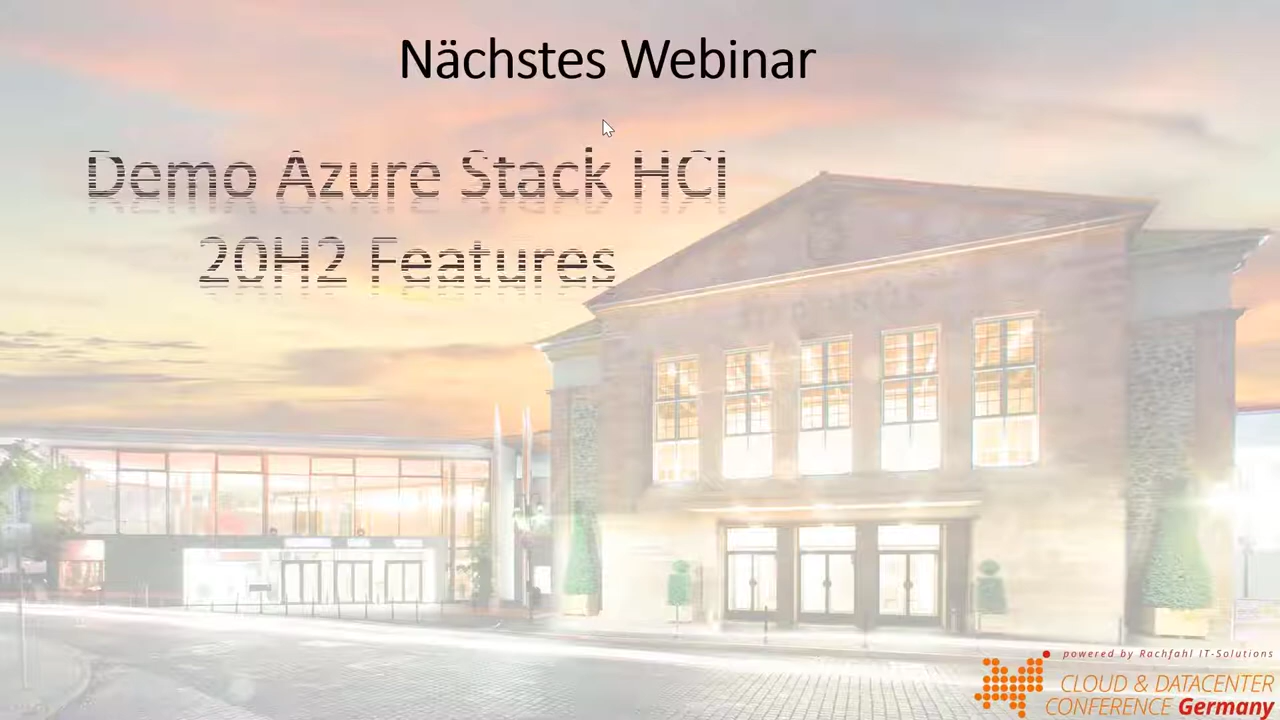 Nächstes Webinar
Demo Azure Stack HCI
20H2 Features
powered by Rachfahl IT-Solutions
CLOUD & DATACENTER
CONFERENCE Germany